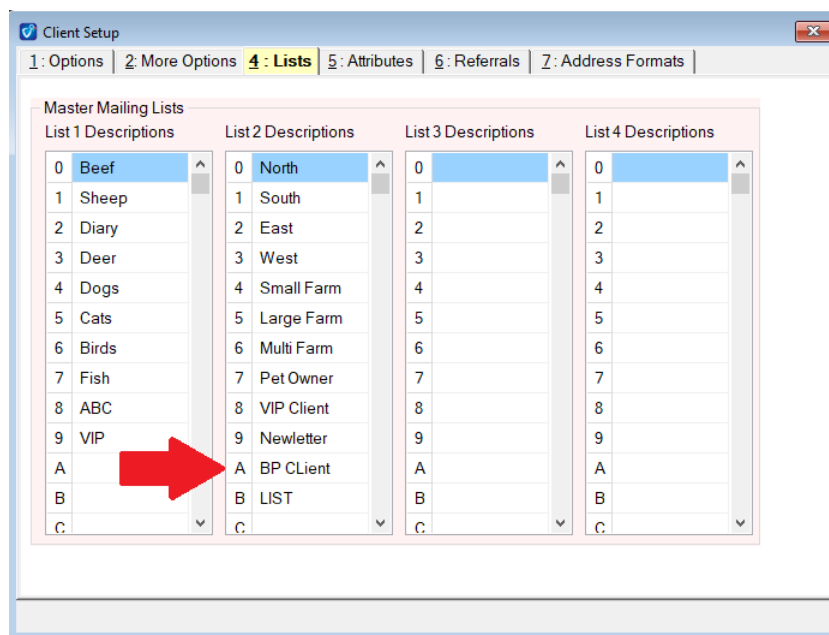 Client Setup
1: Options 2: More Options 4 : Lists 5: Attributes 6: Referrals 7: Address Formats
Master Mailing Lists
List 1 Descriptions List 2 Descriptions List 3 Descriptions List 4 Descriptions
0 Beef 0 North 0 0
1 Sheep 1 South 1 1
2 Diary 2 East 2 2
3 Deer 3 West 3 3
4 Dogs 4 Small Farm 4 4
5 Cats 5 Large Farm 5 5
6 Birds 6 Multi Farm 6 6
7 Fish 7 Pet Owner 7 7
8 ABC 8 VIP Client 8 8
9 VIP 9 Newletter 9 9
A A BP CLient A A
B B LIST B B
C C C C